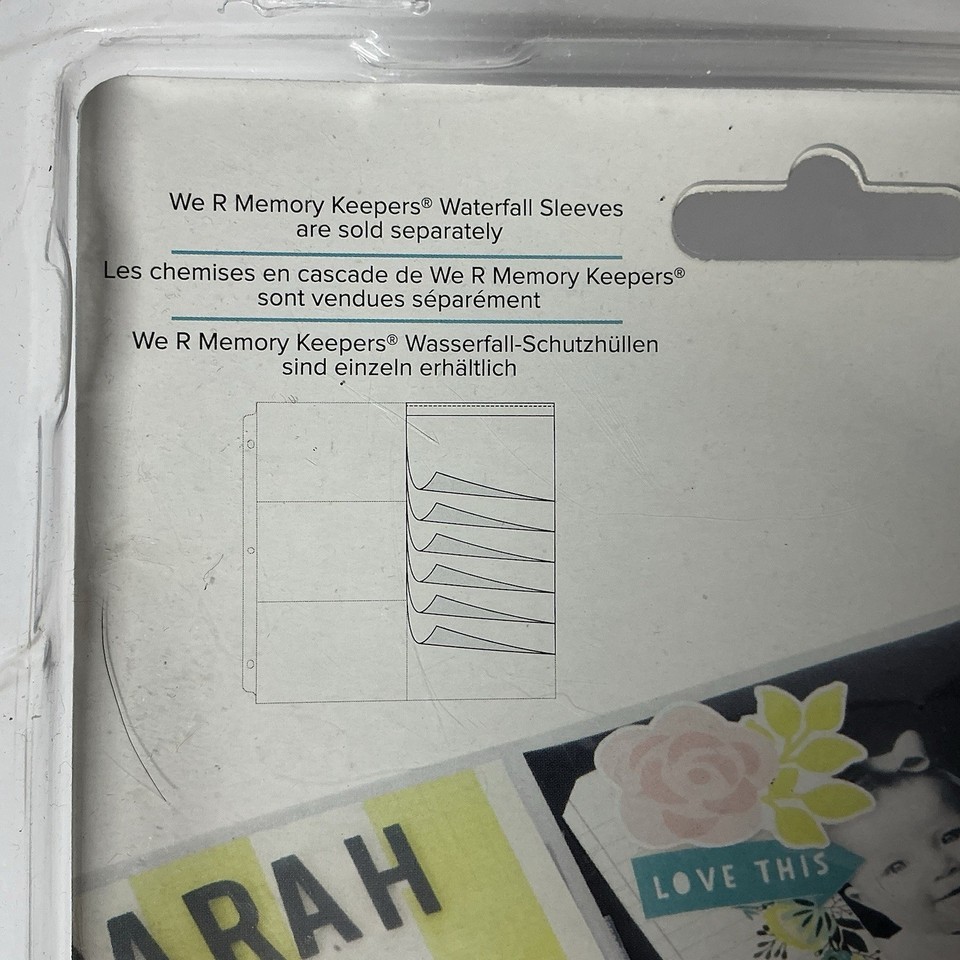 We R Memory Keepers® Waterfall Sleeves
are sold separately
Les chemises en cascade de We R Memory Keepers®
sont vendues séparément
We R Memory Keepers® Wasserfall-Schutzhüllen
sind einzeln erhältlich
LOVE THIS
ARAH